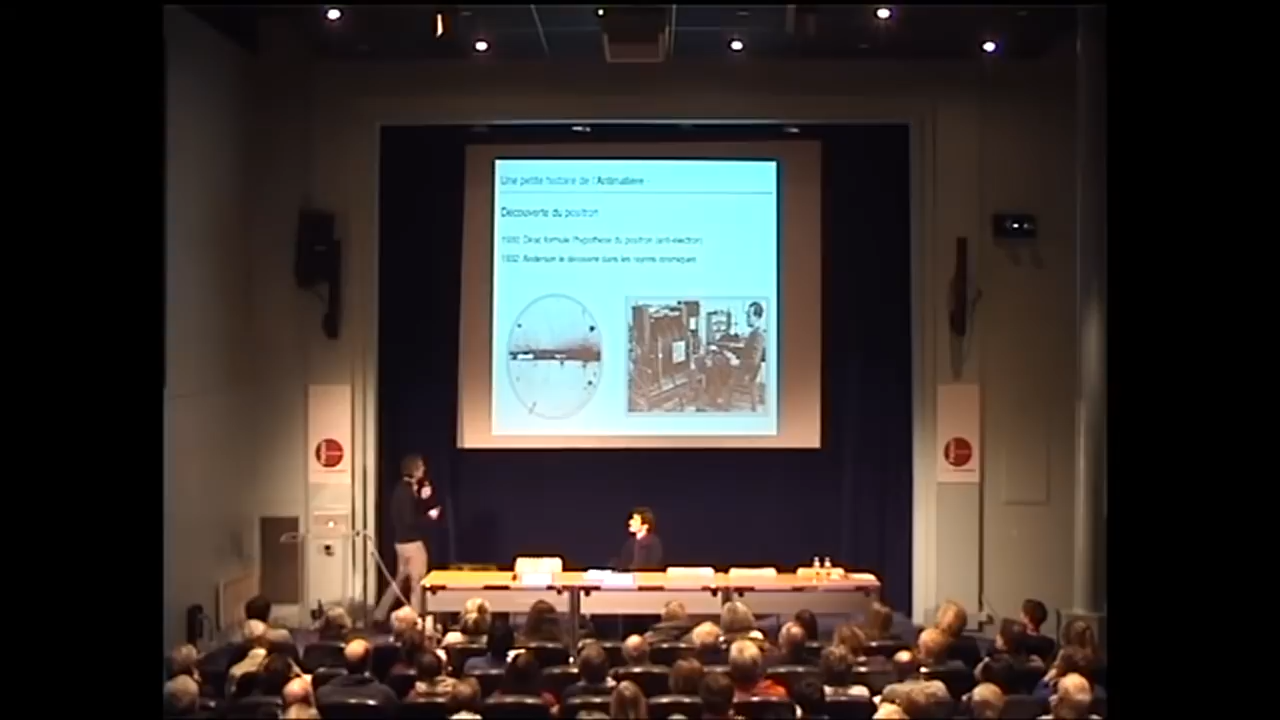 Une petite histoire de l'Antimatière -
Découverte du positron
1930: Dirac formule l'hypothèse du positron (anti-électron)
1932: Anderson le découvre dans les rayons cosmiques